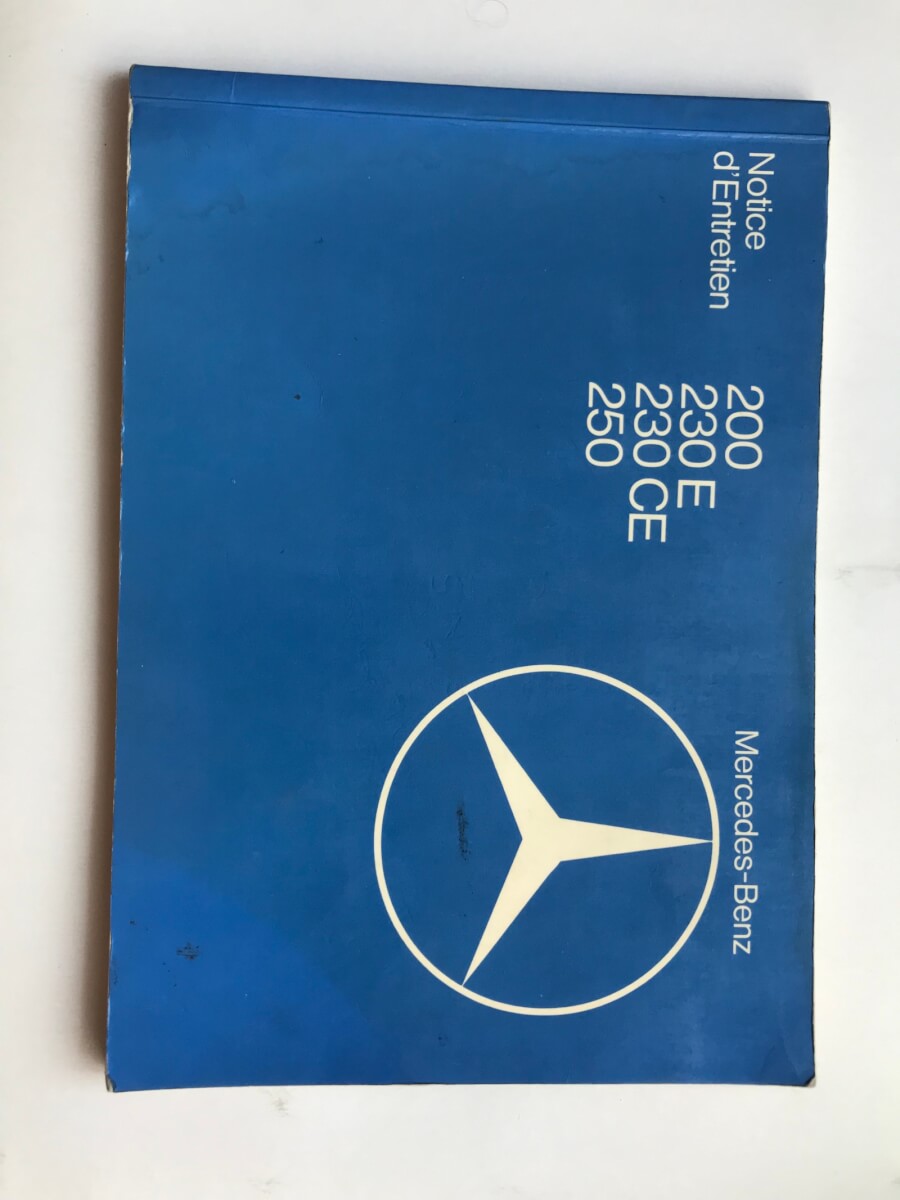 Notice
d'Entretien
200
230 E
230 CE
250
Mercedes-Benz